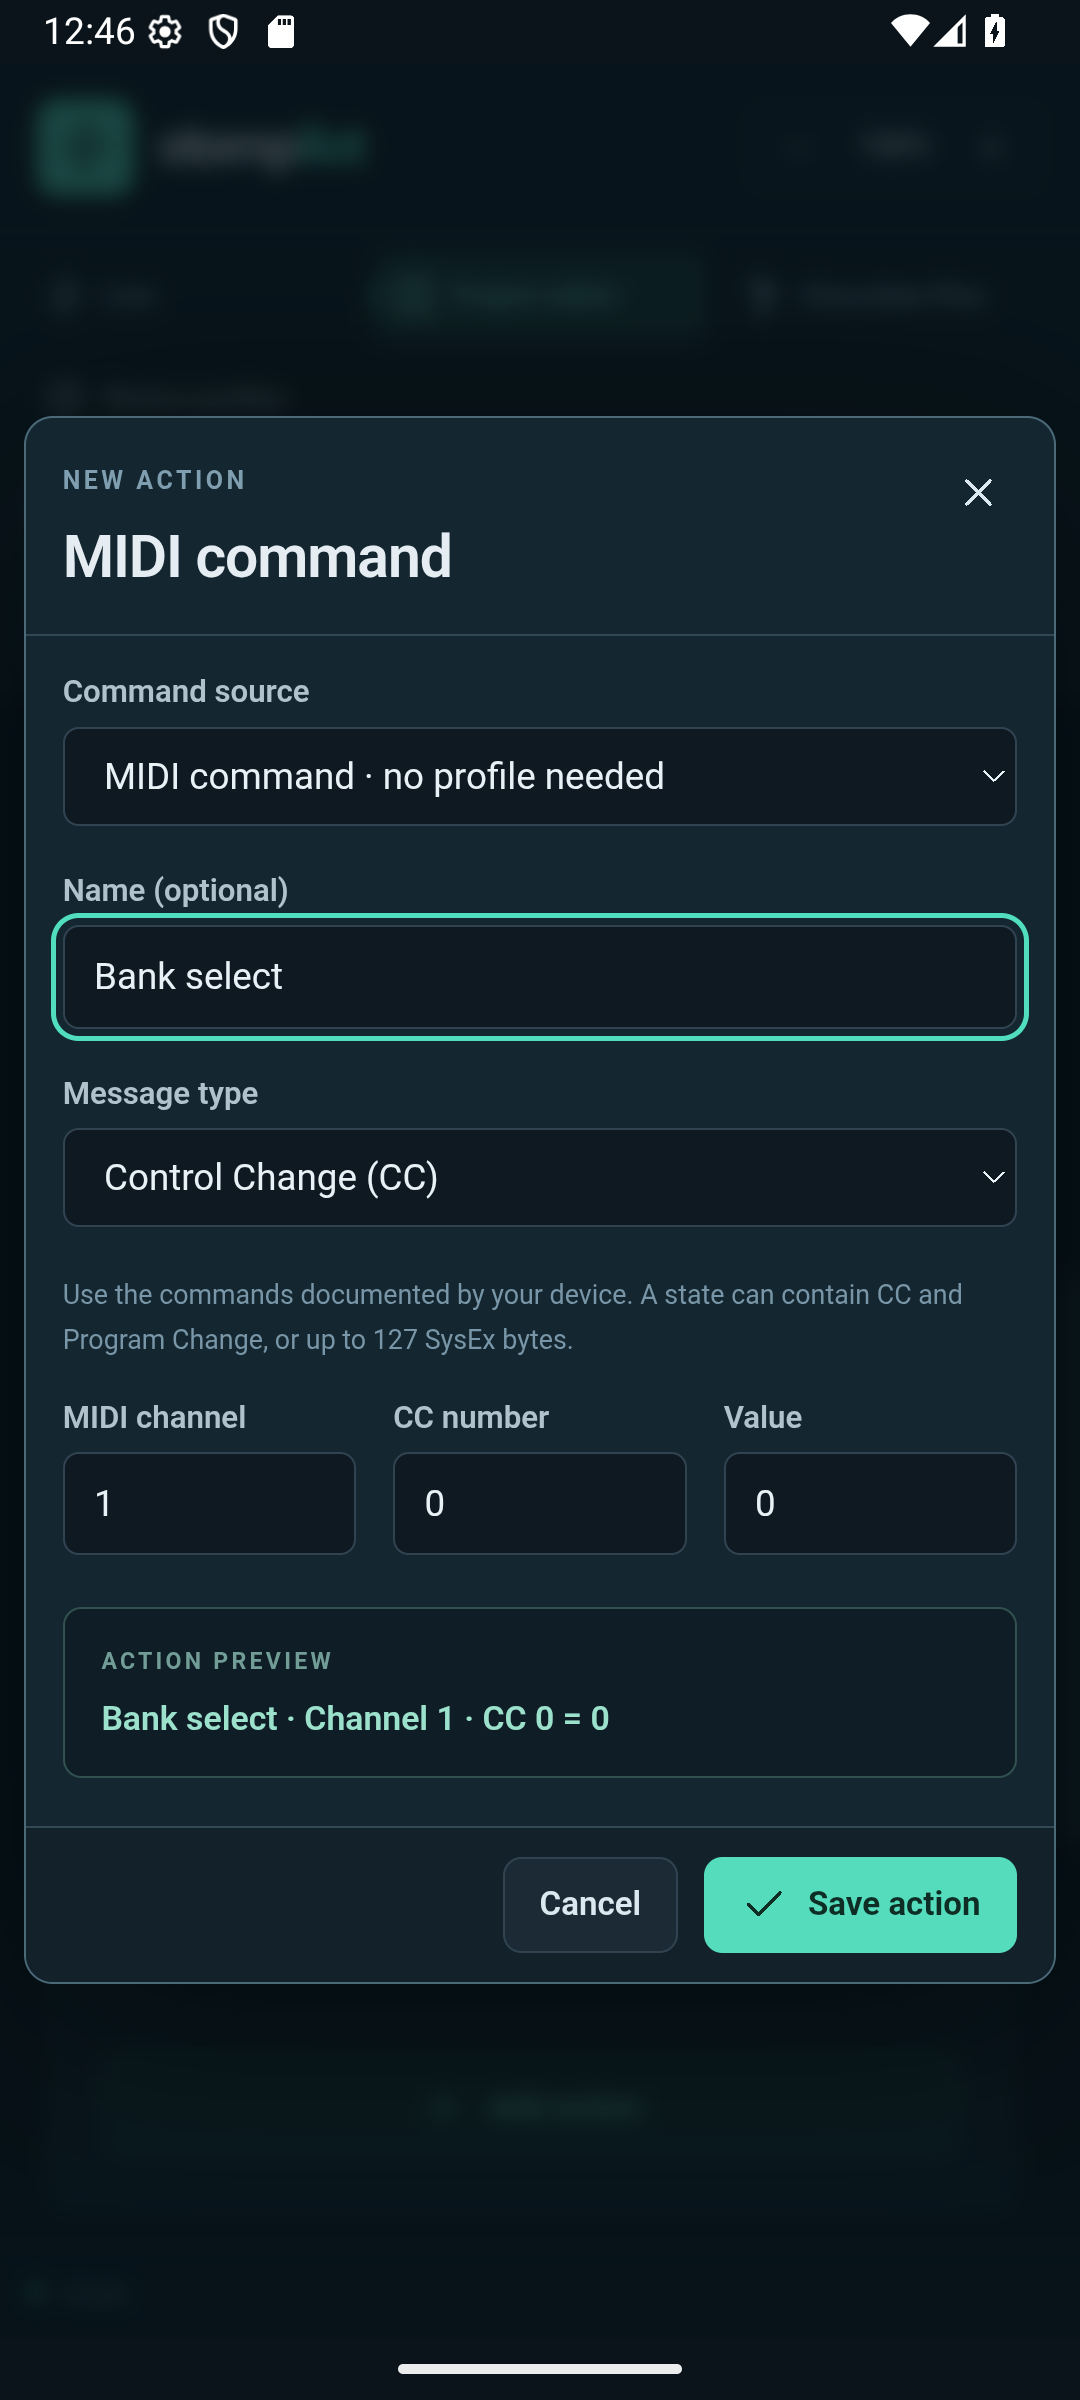 12:46
NEW ACTION
MIDI command
Command source
MIDI command · no profile needed
Name (optional)
Bank select
Message type
Control Change (CC)
Use the commands documented by your device. A state can contain CC and
Program Change, or up to 127 SysEx bytes.
MIDI channel CC number Value
1 0 0
ACTION PREVIEW
Bank select · Channel 1 · CC 0 = 0
Cancel Save action